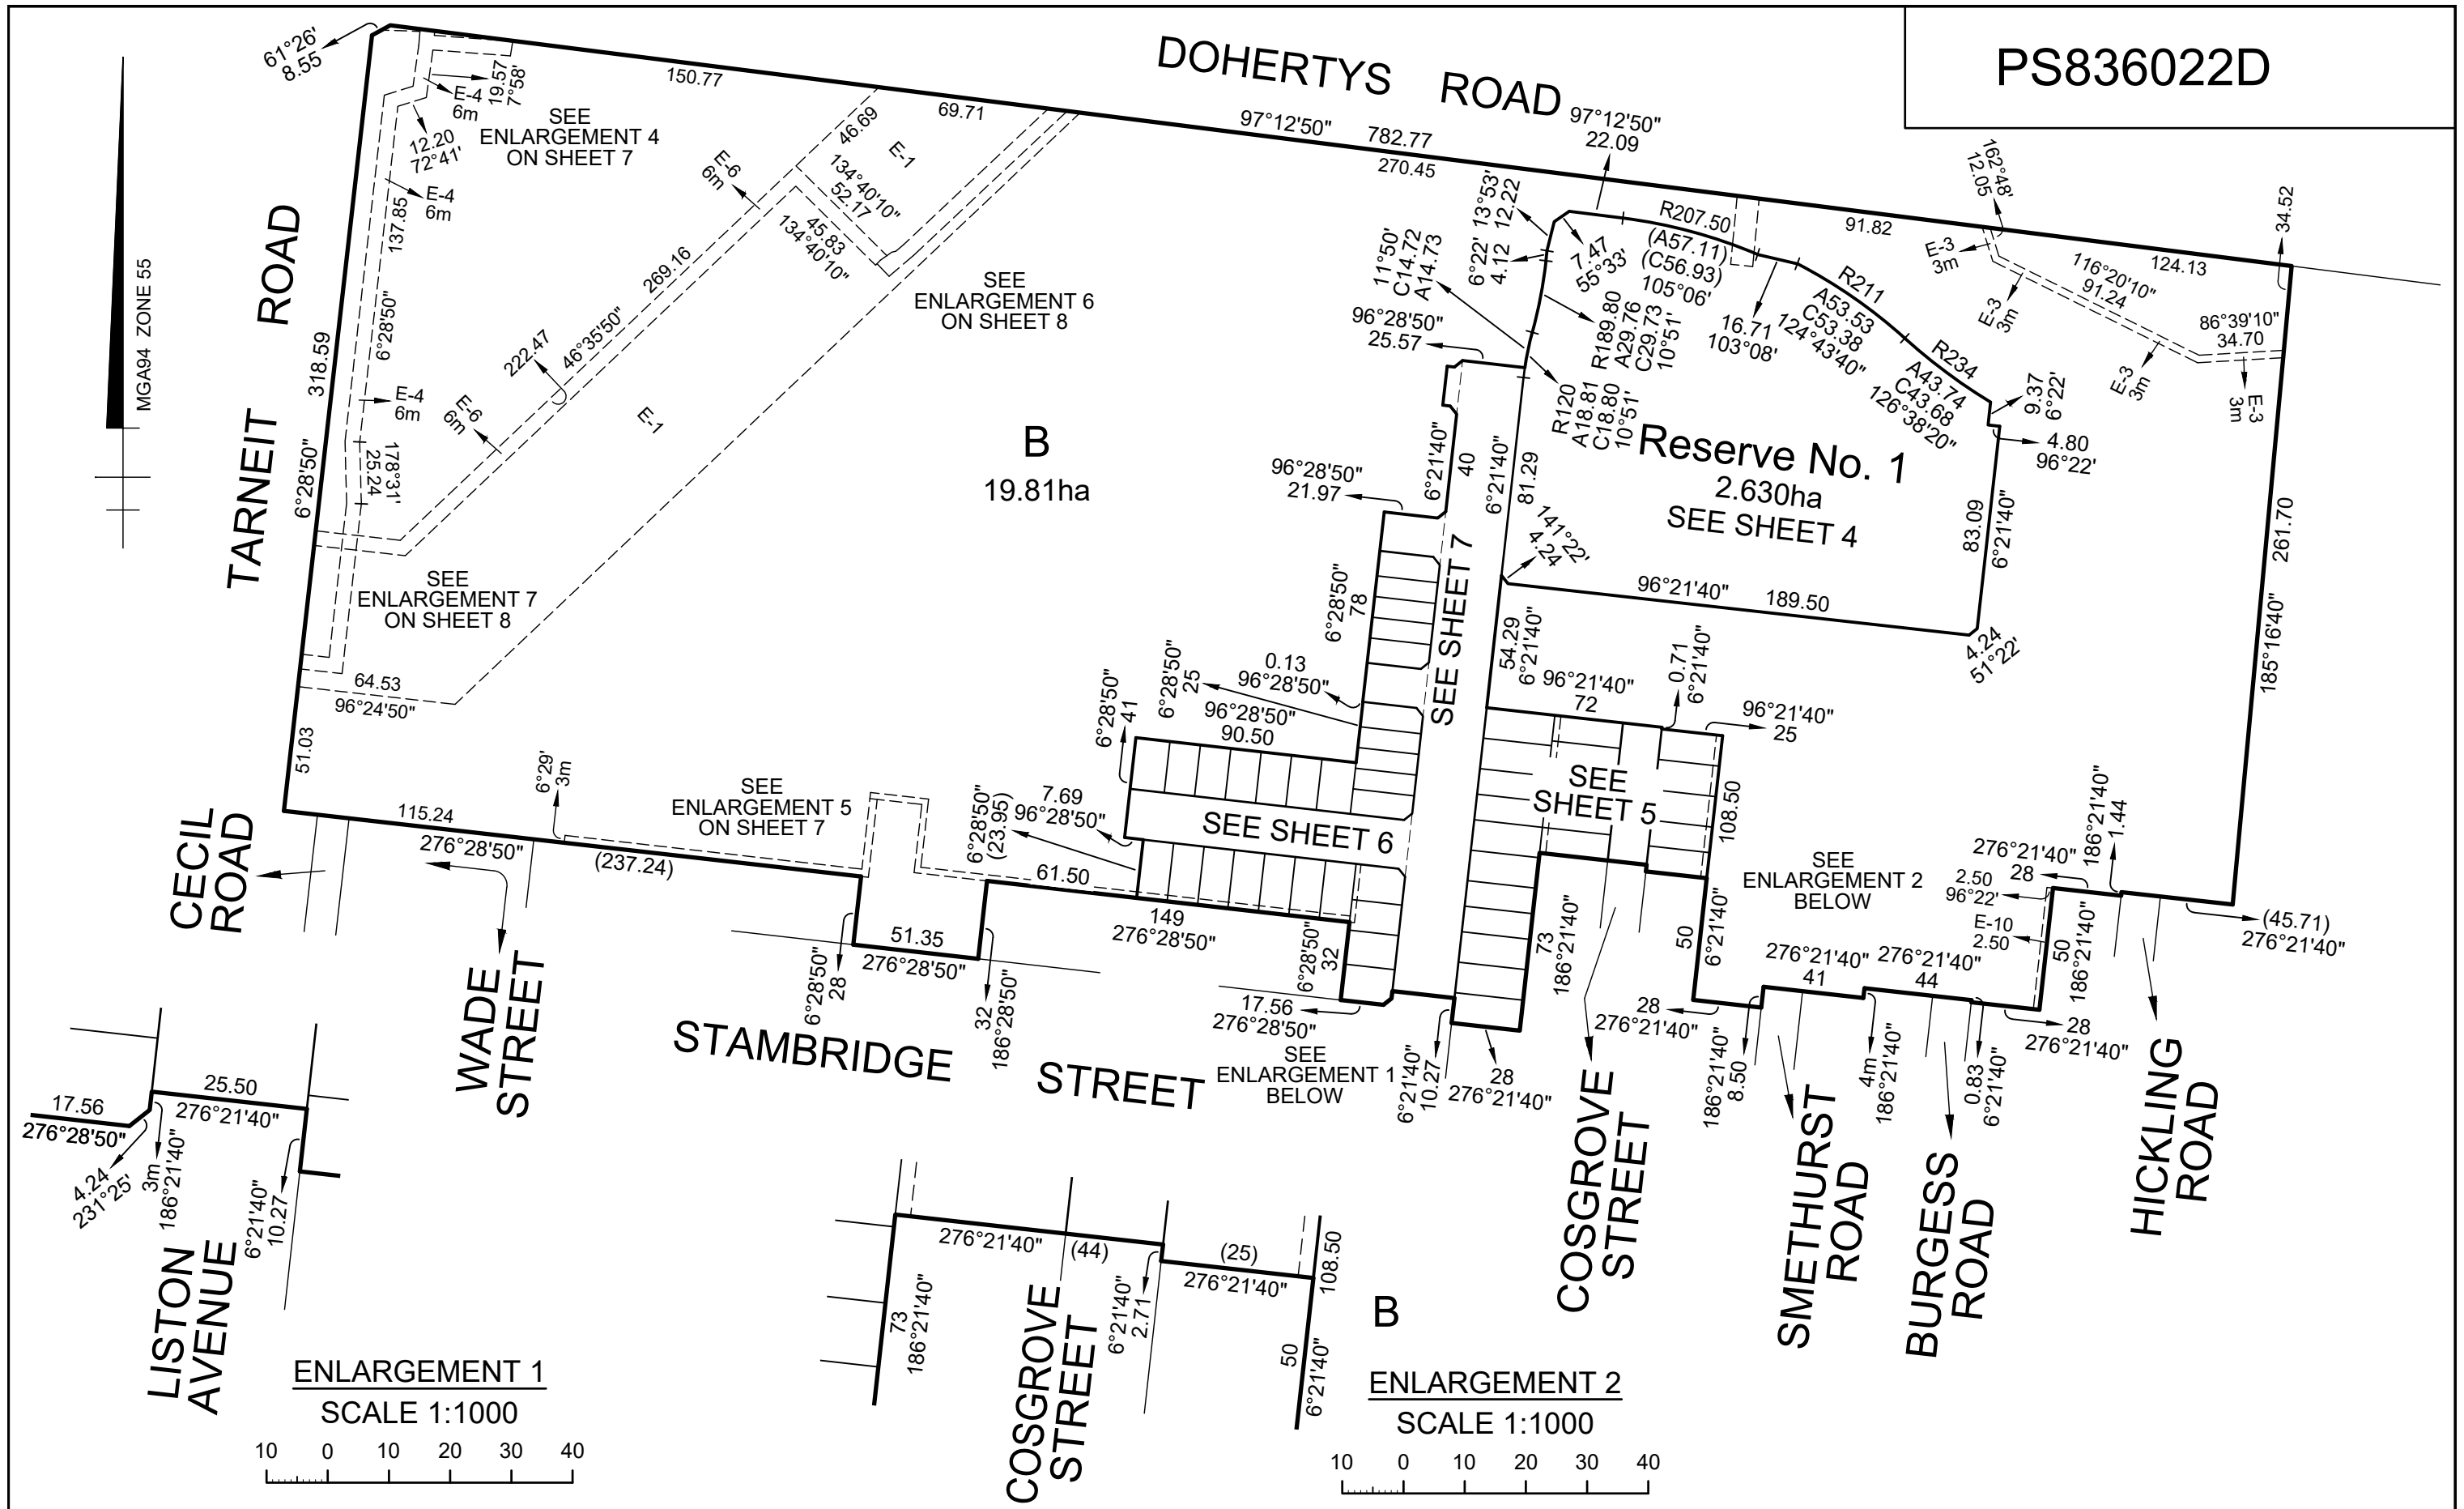 PS836022D
DOHERTYS ROAD
61°26'
8.55
150.77
69.71
97°12'50"
782.77
270.45
97°12'50"
22.09
91.82
124.13
34.52
162°48'
12.05
MGA94 ZONE 55
TARNEIT ROAD
318.59
6°28'50"
51.03
E-4
6m
19.57
7°58'
12.20
72°41'
SEE
ENLARGEMENT 4
ON SHEET 7
E-4
6m
137.85
6°28'50"
E-4
6m
178°31'
25.24
E-6
6m
46.69
E-1
134°40'10"
52.17
45.83
134°40'10"
269.16
46°35'50"
222.47
E-6
6m
E-1
SEE
ENLARGEMENT 6
ON SHEET 8
SEE
ENLARGEMENT 7
ON SHEET 8
64.53
96°24'50"
B
19.81ha
13°53'
12.22
6°22'
4.12
11°50'
C14.72
A14.73
96°28'50"
25.57
7.47
55°33'
R207.50
(A57.11)
(C56.93)
105°06'
16.71
103°08'
R211
A53.53
C53.38
124°43'40"
R234
A43.74
C43.68
126°38'20"
R189.80
A29.76
C29.73
10°51'
R120
A18.81
C18.80
10°51'
9.37
6°22'
4.80
96°22'
E-3
3m
E-3
3m
116°20'10"
91.24
E-3
3m
86°39'10"
34.70
E-3
3m
Reserve No. 1
2.630ha
SEE SHEET 4
6°21'40"
40
6°21'40"
81.29
141°22'
4.24
96°21'40"
189.50
83.09
6°21'40"
4.24
51°22'
261.70
185°16'40"
96°28'50"
21.97
6°28'50"
78
SEE SHEET 7
54.29
6°21'40"
96°21'40"
72
0.71
6°21'40"
96°21'40"
25
0.13
96°28'50"
6°28'50"
25
6°28'50"
41
96°28'50"
90.50
7.69
96°28'50"
6°28'50"
(23.95)
SEE SHEET 6
SEE
SHEET 5
108.50
61.50
149
276°28'50"
6°28'50"
32
6°29'
3m
SEE
ENLARGEMENT 5
ON SHEET 7
115.24
276°28'50"
(237.24)
CECIL
ROAD
WADE
STREET
6°28'50"
28
51.35
276°28'50"
32
186°28'50"
STAMBRIDGE STREET
17.56
276°28'50"
SEE
ENLARGEMENT 1
BELOW
6°21'40"
10.27
28
276°21'40"
73
186°21'40"
COSGROVE
STREET
50
6°21'40"
28
276°21'40"
SEE
ENLARGEMENT 2
BELOW
186°21'40"
8.50
276°21'40"
41
SMETHURST
ROAD
4m
186°21'40"
276°21'40"
44
BURGESS
ROAD
0.83
6°21'40"
28
276°21'40"
2.50
96°22'
E-10
2.50
50
186°21'40"
276°21'40"
28
186°21'40"
1.44
(45.71)
276°21'40"
HICKLING
ROAD
17.56
276°28'50"
25.50
276°21'40"
4.24
231°25'
3m
186°21'40"
6°21'40"
10.27
LISTON
AVENUE
ENLARGEMENT 1
SCALE 1:1000
10 0 10 20 30 40
276°21'40"
(44)
(25)
276°21'40"
73
186°21'40"
6°21'40"
2.71
108.50
50
6°21'40"
COSGROVE
STREET
B
ENLARGEMENT 2
SCALE 1:1000
10 0 10 20 30 40